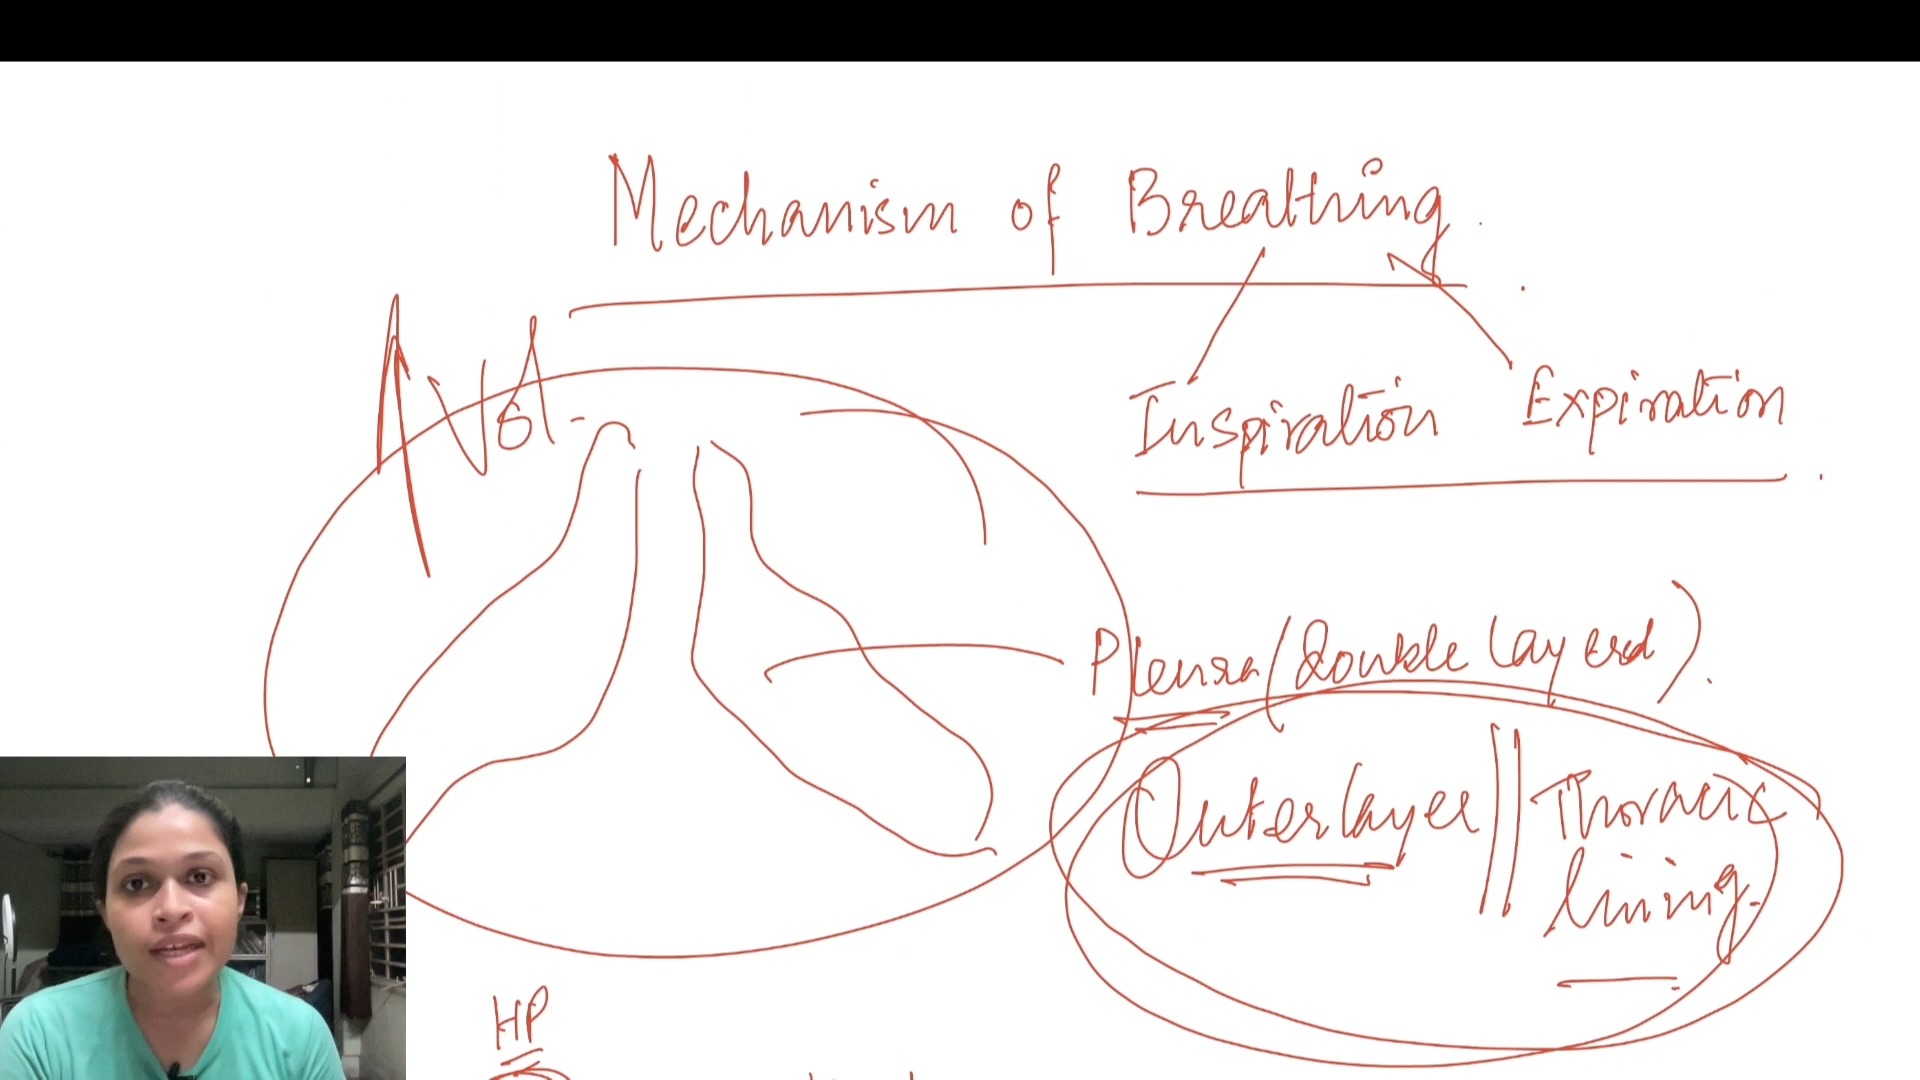 Mechanism of Breathing.
↑ Vol.
Inspiration Expiration
Pleura (double layered).
Outer layer || Thoracic
lining.
HP